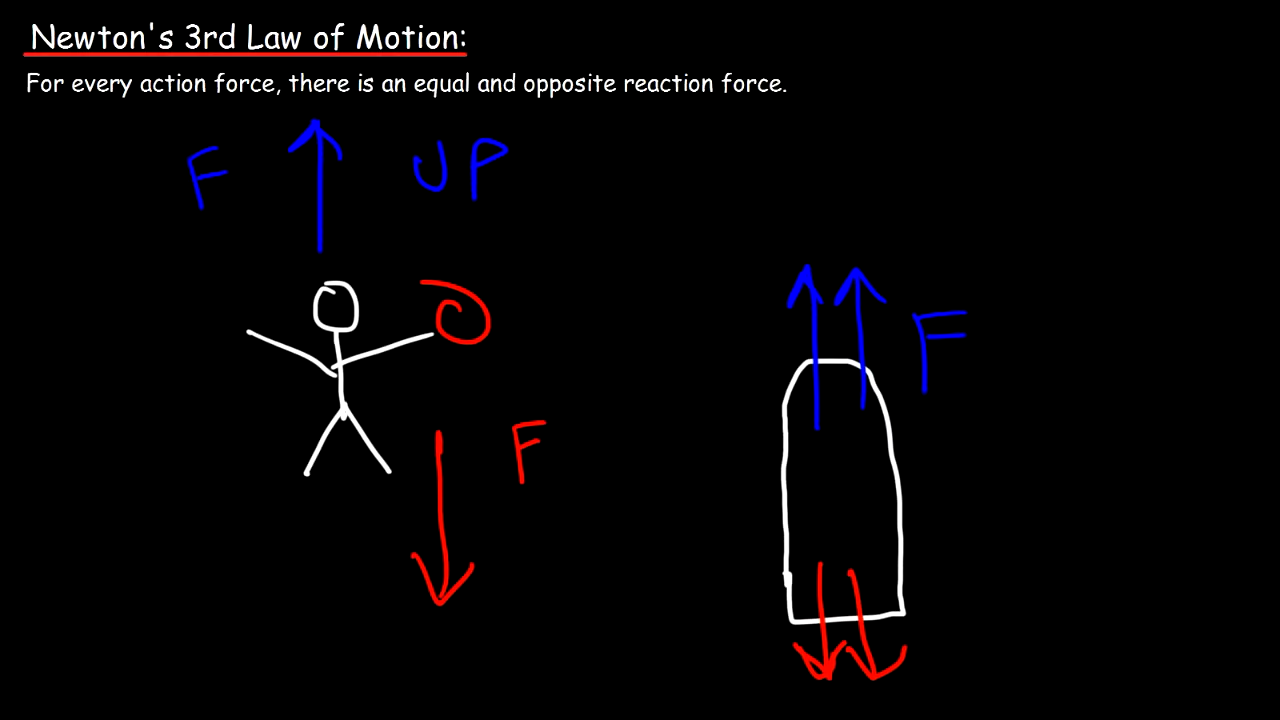 Newton's 3rd Law of Motion:
For every action force, there is an equal and opposite reaction force.
F UP
F
F